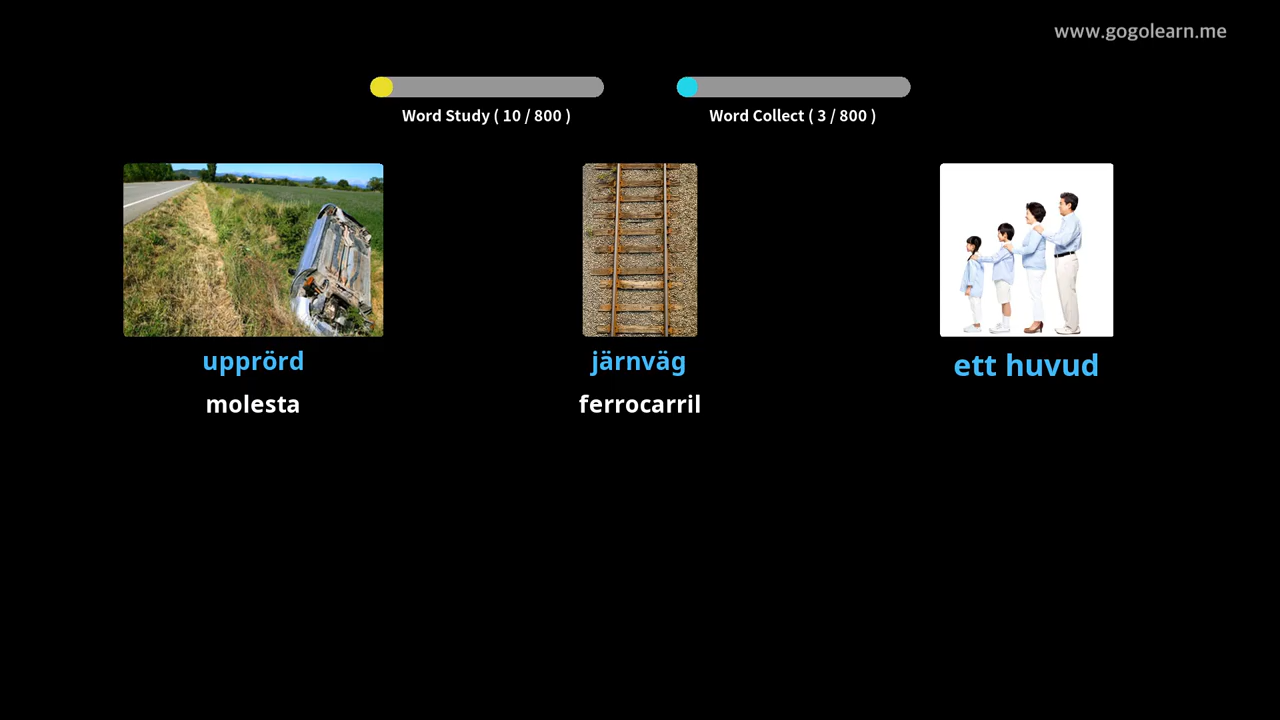 www.gogolearn.me
Word Study ( 10 / 800 )
Word Collect ( 3 / 800 )
upprörd
molesta
järnväg
ferrocarril
ett huvud